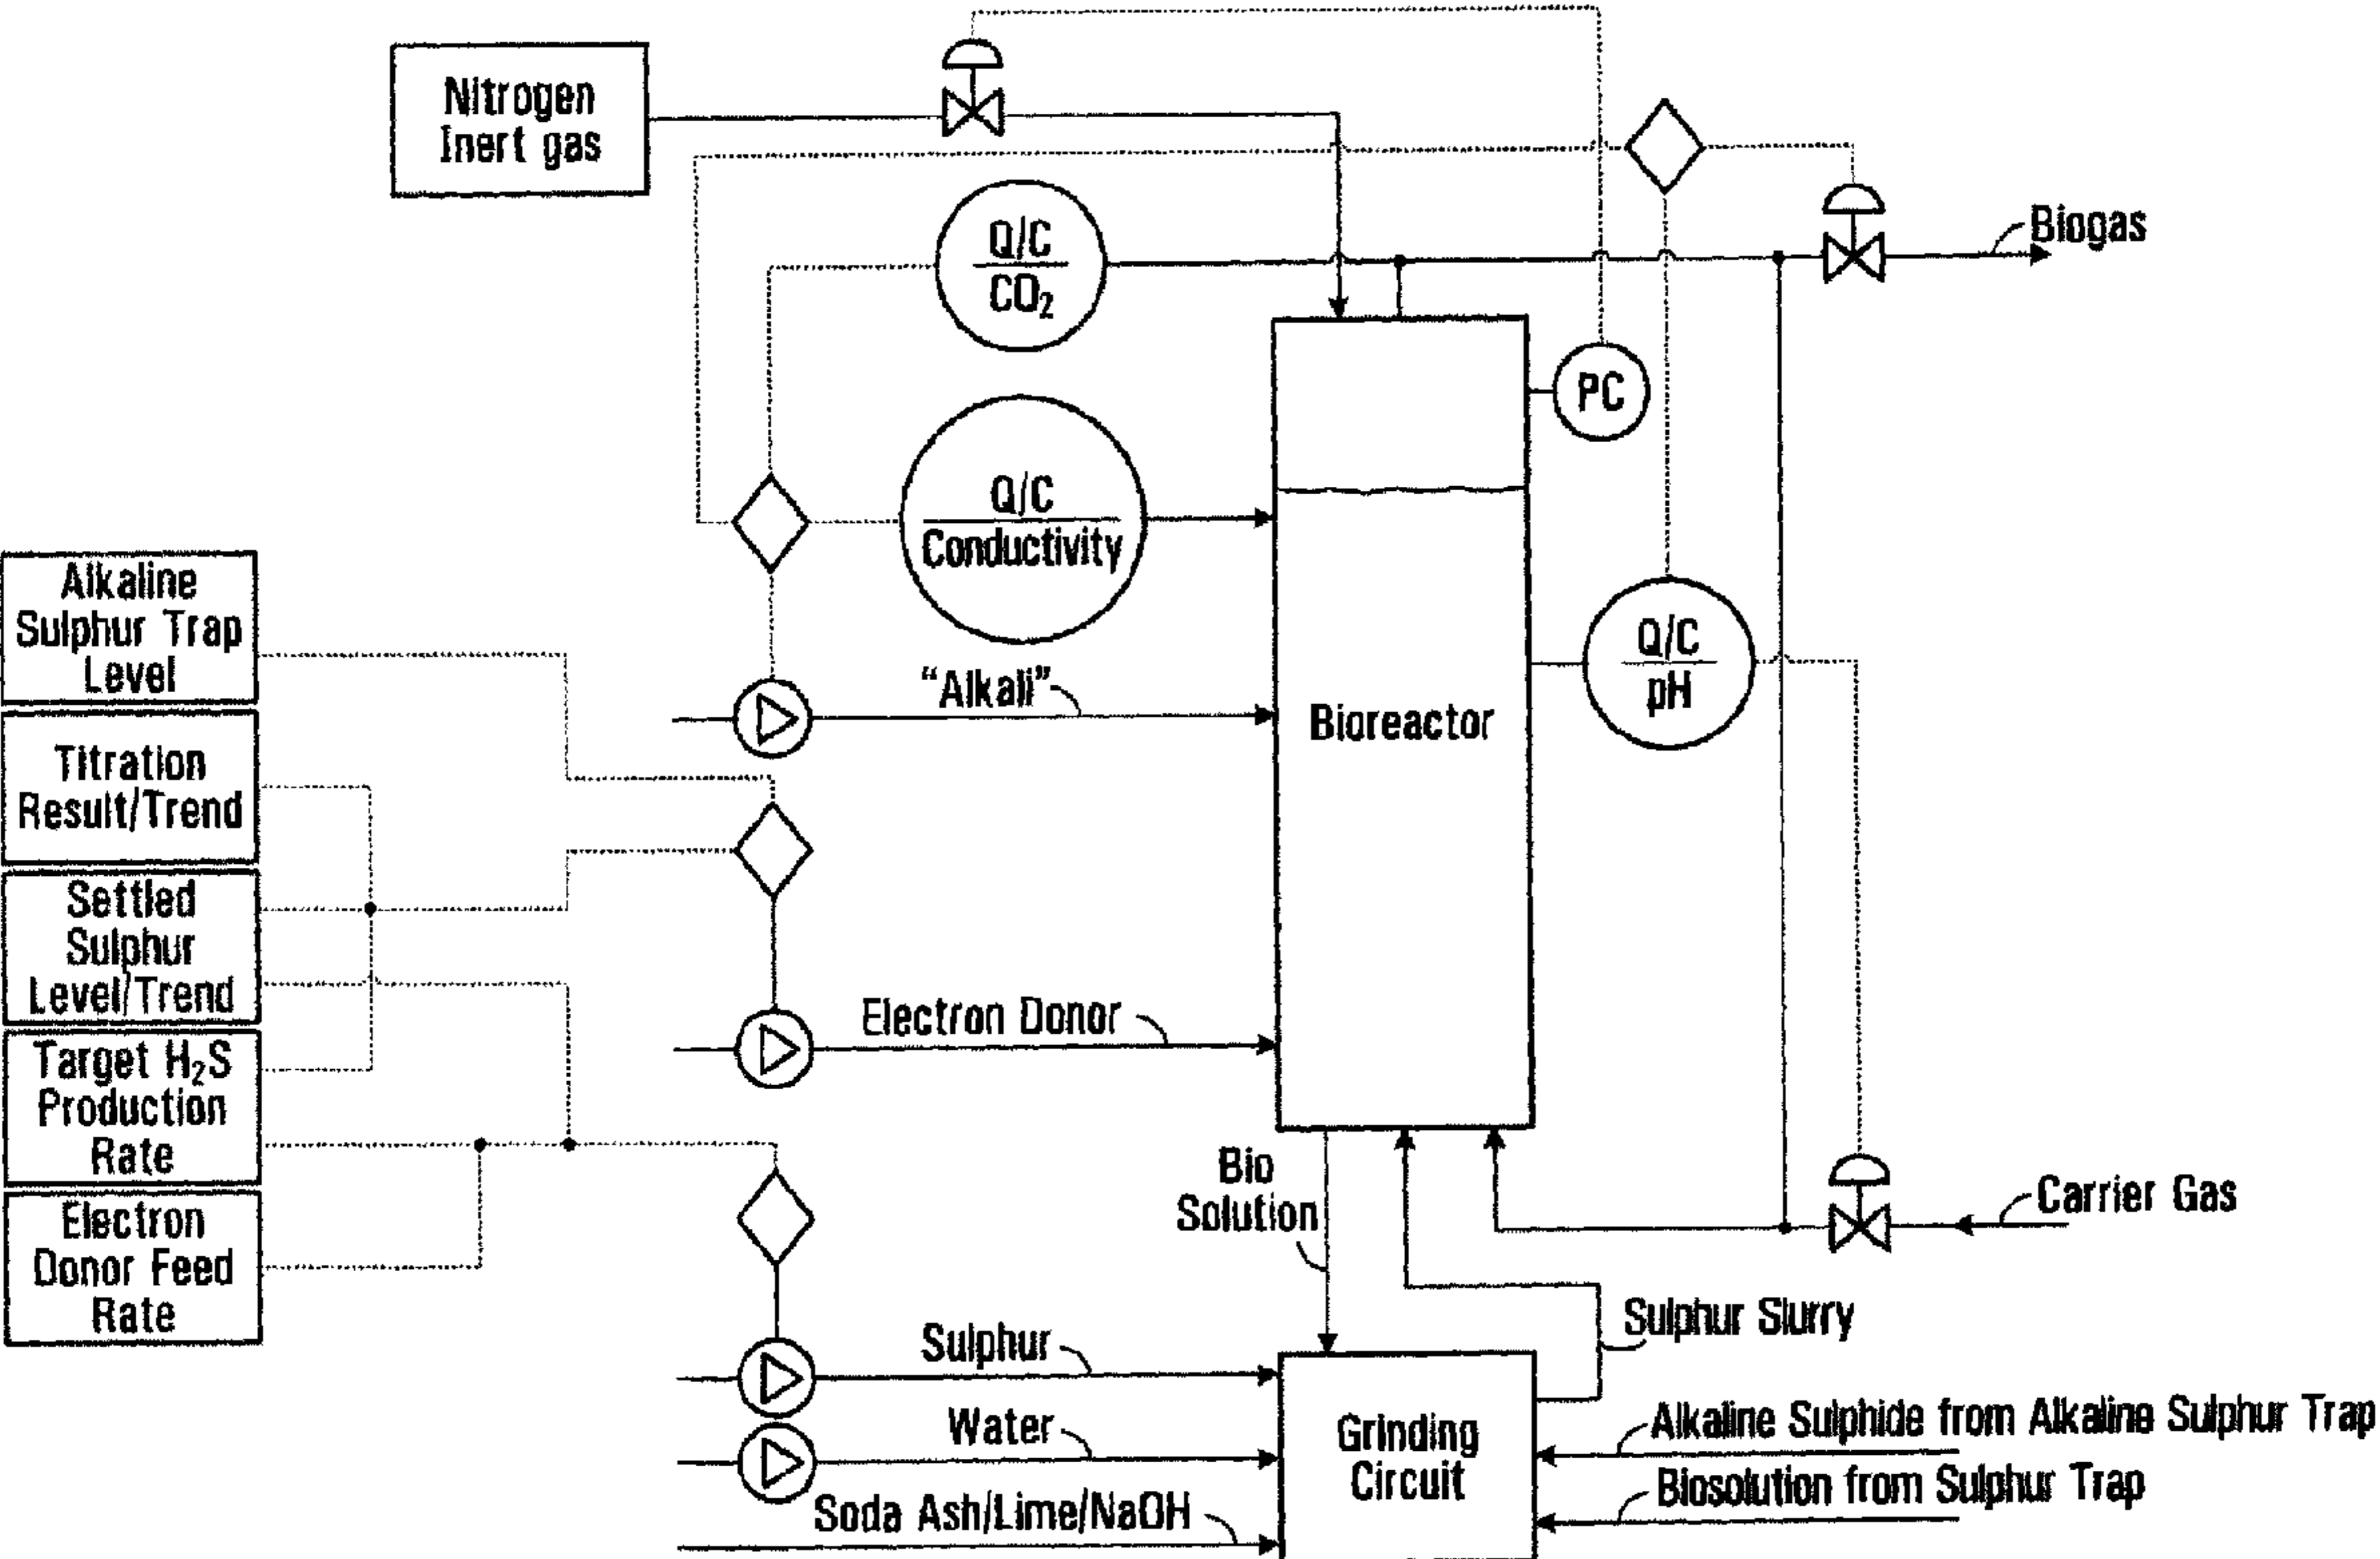 Nitrogen
Inert gas
Q/C
CO₂
Biogas
PC
Q/C
Conductivity
Alkaline
Sulphur Trap
Level
"Alkali"
Q/C
pH
Bioreactor
Titration
Result/Trend
Settled
Sulphur
Level/Trend
Electron Donor
Target H₂S
Production
Rate
Bio
Solution
Carrier Gas
Electron
Donor Feed
Rate
Sulphur Slurry
Sulphur
Water
Grinding
Circuit
Alkaline Sulphide from Alkaline Sulphur Trap
Biosolution from Sulphur Trap
Soda Ash/Lime/NaOH